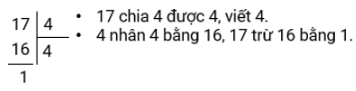 17 4
16 4
1
• 17 chia 4 được 4, viết 4.
• 4 nhân 4 bằng 16, 17 trừ 16 bằng 1.